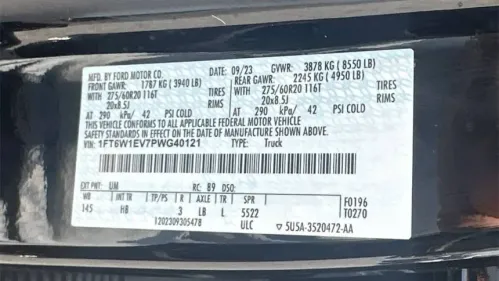 MFD. BY FORD MOTOR CO. DATE: 09/23 GVWR: 3878 KG ( 8550 LB)
FRONT GAWR: 1787 KG ( 3940 LB) REAR GAWR: 2245 KG ( 4950 LB)
WITH 275/60R20 116T TIRES WITH 275/60R20 116T TIRES
20x8.5J RIMS 20x8.5J RIMS
AT 290 kPa/ 42 PSI COLD AT 290 kPa/ 42 PSI COLD
THIS VEHICLE CONFORMS TO ALL APPLICABLE FEDERAL MOTOR VEHICLE
SAFETY STANDARDS IN EFFECT ON THE DATE OF MANUFACTURE SHOWN ABOVE.
VIN: 1FT6W1EV7PWG40121 TYPE: Truck
EXT PNT: UM RC: 89 DSO:
WB INT TR TP/PS R AXLE TR SPR F0196
145 HB 3 LB L 5522 T0270
1202309305478 ULC ▽ 5U5A-3520472-AA